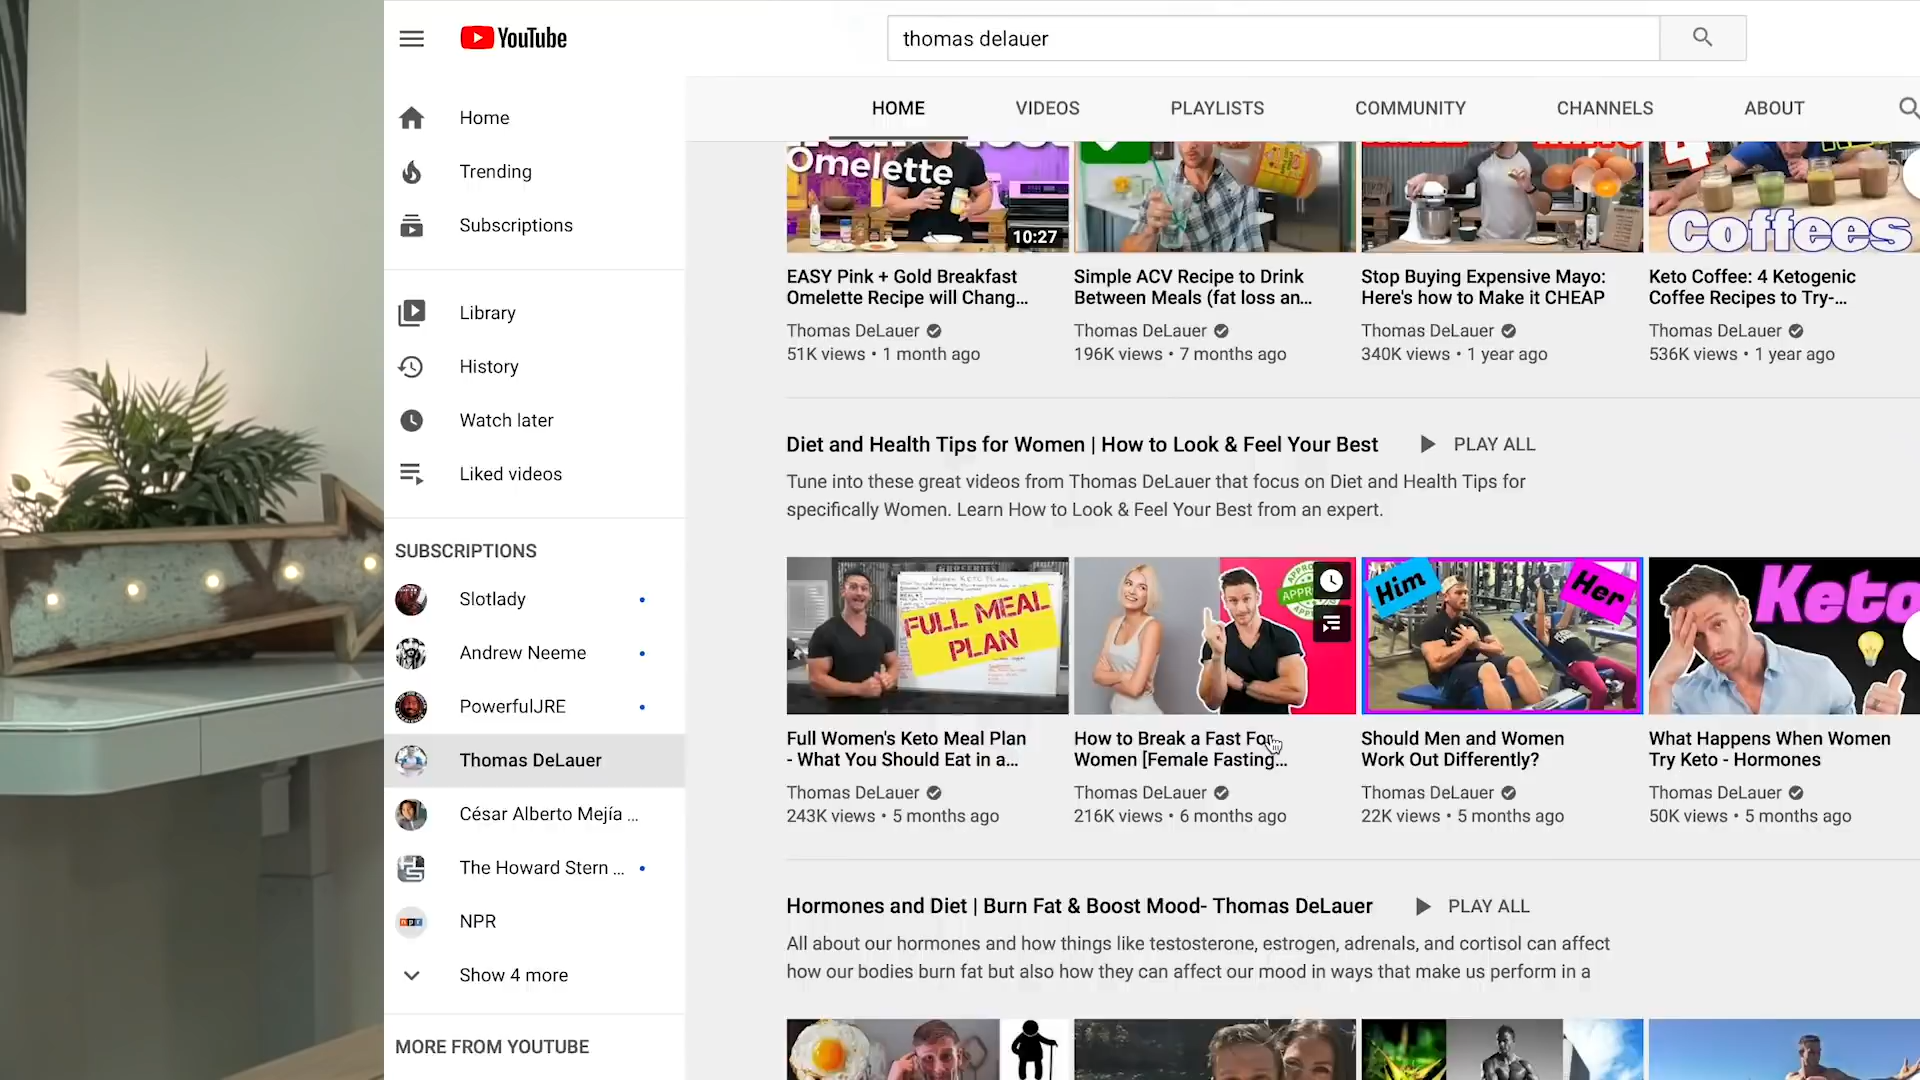 YouTube
thomas delauer
HOME
VIDEOS
PLAYLISTS
COMMUNITY
CHANNELS
ABOUT
Home
Trending
Subscriptions
Library
History
Watch later
Liked videos
SUBSCRIPTIONS
Slotlady
Andrew Neeme
PowerfulJRE
Thomas DeLauer
César Alberto Mejía ...
The Howard Stern ...
NPR
Show 4 more
MORE FROM YOUTUBE
Omelette
10:27
4
Coffees
EASY Pink + Gold Breakfast
Omelette Recipe will Chang...
Thomas DeLauer
51K views • 1 month ago
Simple ACV Recipe to Drink
Between Meals (fat loss an...
Thomas DeLauer
196K views • 7 months ago
Stop Buying Expensive Mayo:
Here's how to Make it CHEAP
Thomas DeLauer
340K views • 1 year ago
Keto Coffee: 4 Ketogenic
Coffee Recipes to Try-...
Thomas DeLauer
536K views • 1 year ago
Diet and Health Tips for Women | How to Look & Feel Your Best
PLAY ALL
Tune into these great videos from Thomas DeLauer that focus on Diet and Health Tips for
specifically Women. Learn How to Look & Feel Your Best from an expert.
GROCERIES
Women KETO PLAN
FULL MEAL
PLAN
Him
Her
Keto
Full Women's Keto Meal Plan
- What You Should Eat in a...
Thomas DeLauer
243K views • 5 months ago
How to Break a Fast For
Women [Female Fasting...
Thomas DeLauer
216K views • 6 months ago
Should Men and Women
Work Out Differently?
Thomas DeLauer
22K views • 5 months ago
What Happens When Women
Try Keto - Hormones
Thomas DeLauer
50K views • 5 months ago
Hormones and Diet | Burn Fat & Boost Mood- Thomas DeLauer
PLAY ALL
All about our hormones and how things like testosterone, estrogen, adrenals, and cortisol can affect
how our bodies burn fat but also how they can affect our mood in ways that make us perform in a